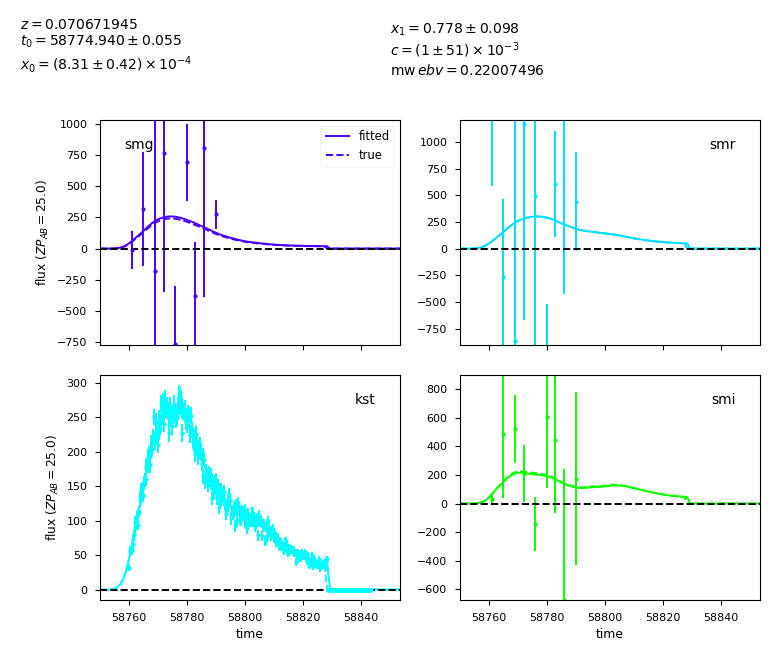 z = 0.070671945
t₀ = 58774.940 ± 0.055
x₀ = (8.31 ± 0.42) × 10⁻⁴
x₁ = 0.778 ± 0.098
c = (1 ± 51) × 10⁻³
mwebv = 0.22007496
smg
fitted
true
flux (ZP_AB = 25.0)
1000
750
500
250
0
−250
−500
−750
smr
1000
750
500
250
0
−250
−500
−750
kst
flux (ZP_AB = 25.0)
300
250
200
150
100
50
0
58760 58780 58800 58820 58840
time
smi
800
600
400
200
0
−200
−400
−600
58760 58780 58800 58820 58840
time